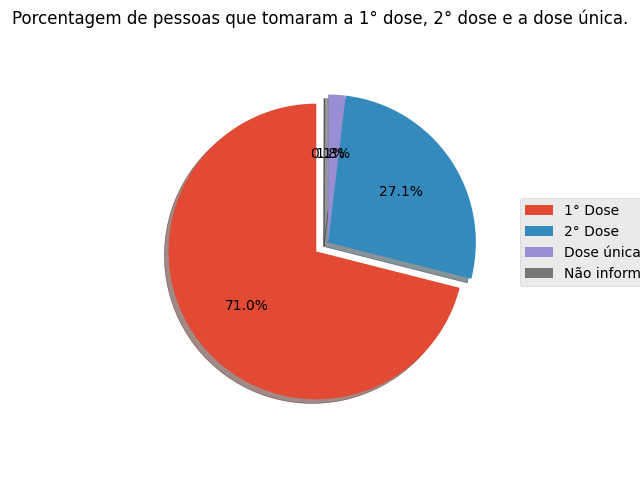 Porcentagem de pessoas que tomaram a 1° dose, 2° dose e a dose única.
27.1%
71.0%
1° Dose
2° Dose
Dose única
Não inform